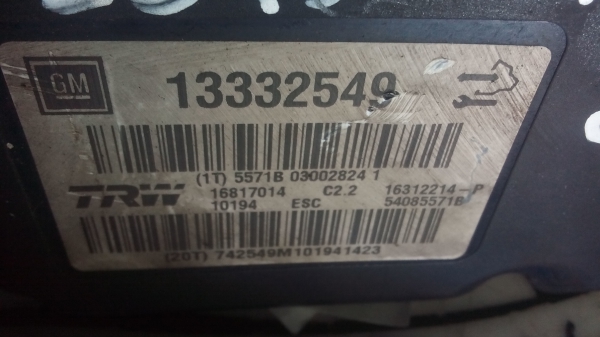 GM 13332549
(1T) 5571B 03002824 1
TRW 16817014 C2.2 16312214-P
10194 ESC 54085571B
(20T) 742549M101941423